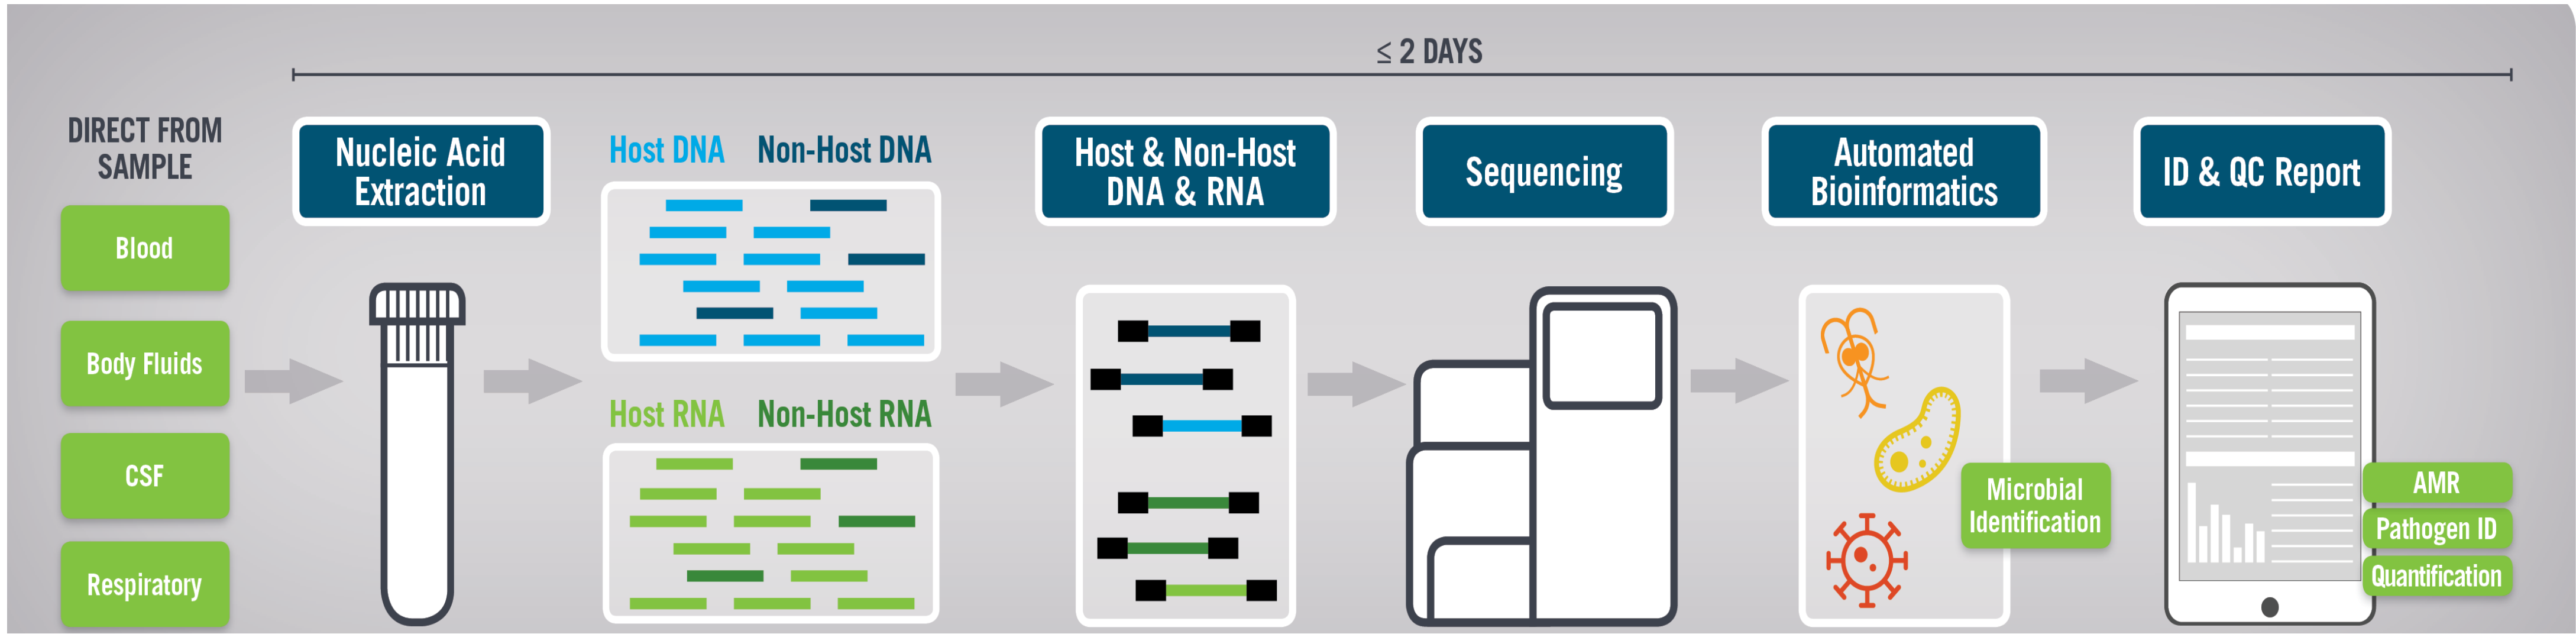 ≤ 2 DAYS
DIRECT FROM
SAMPLE
Blood
Body Fluids
CSF
Respiratory
Nucleic Acid
Extraction
Host DNA Non-Host DNA
Host RNA Non-Host RNA
Host & Non-Host
DNA & RNA
Sequencing
Automated
Bioinformatics
Microbial
Identification
ID & QC Report
AMR
Pathogen ID
Quantification